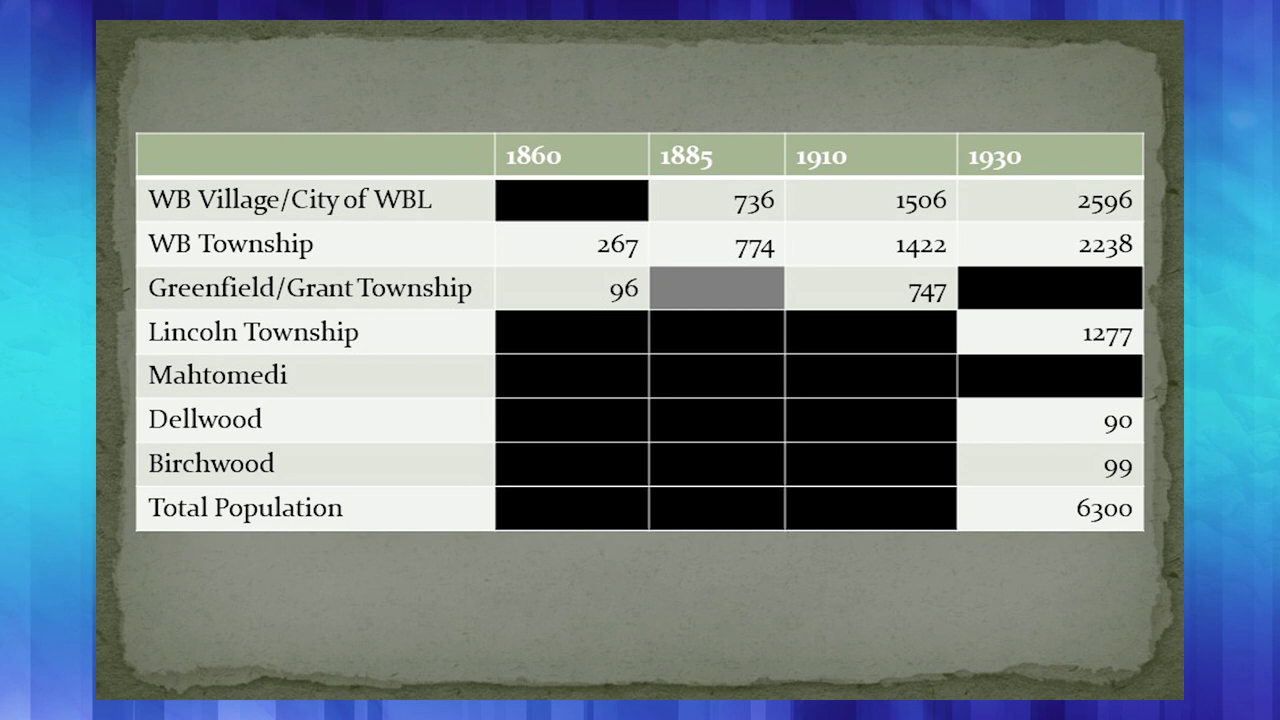 1860 1885 1910 1930
WB Village/City of WBL 736 1506 2596
WB Township 267 774 1422 2238
Greenfield/Grant Township 96 747
Lincoln Township 1277
Mahtomedi
Dellwood 90
Birchwood 99
Total Population 6300